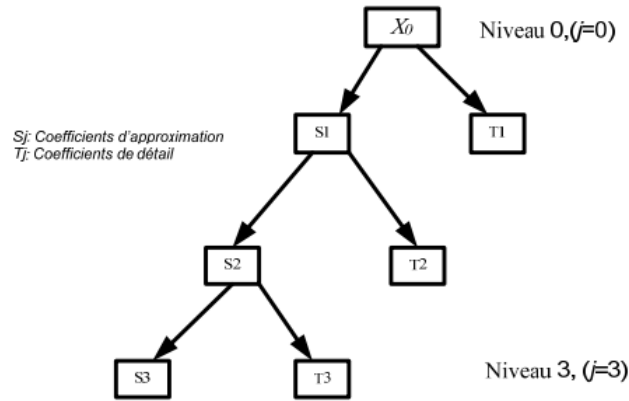 X0
Niveau 0,(j=0)
S1
T1
Sj: Coefficients d'approximation
Tj: Coefficients de détail
S2
T2
S3
T3
Niveau 3, (j=3)